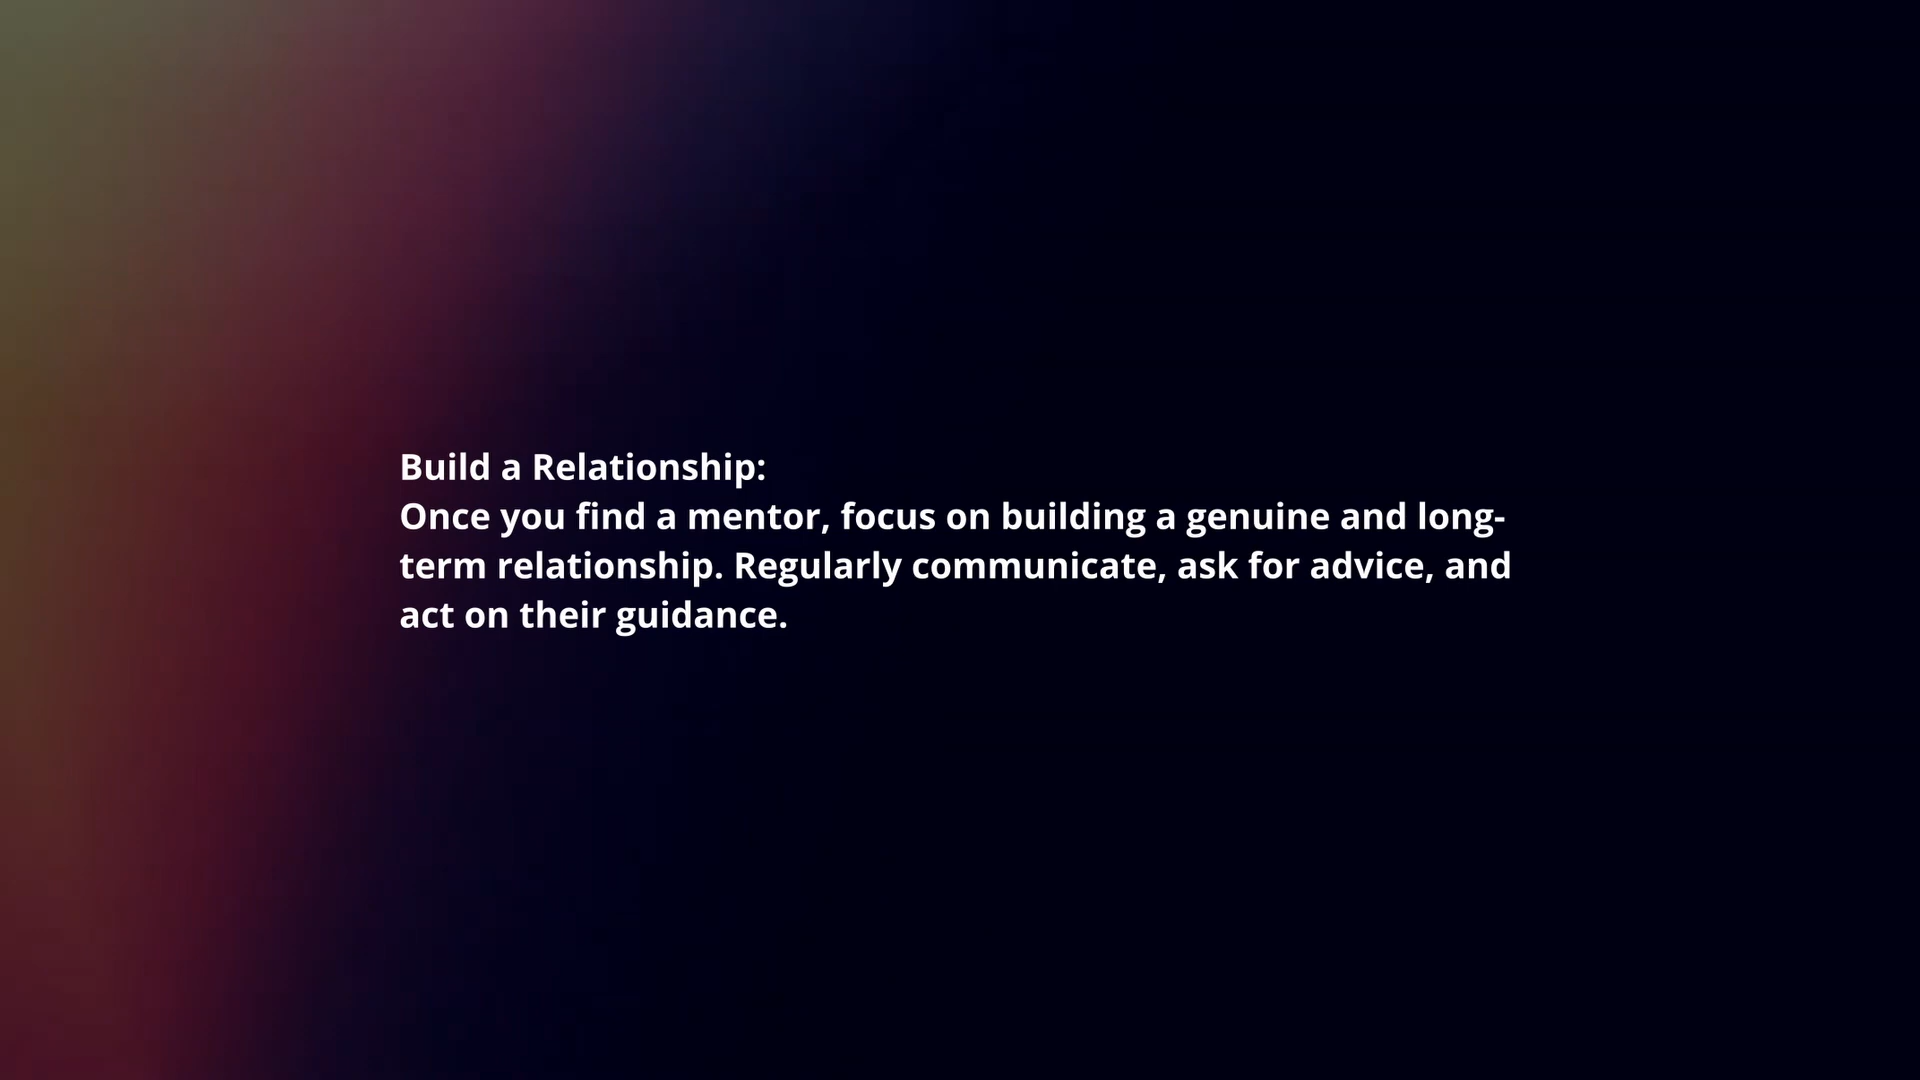 Build a Relationship:
Once you find a mentor, focus on building a genuine and long-
term relationship. Regularly communicate, ask for advice, and
act on their guidance.